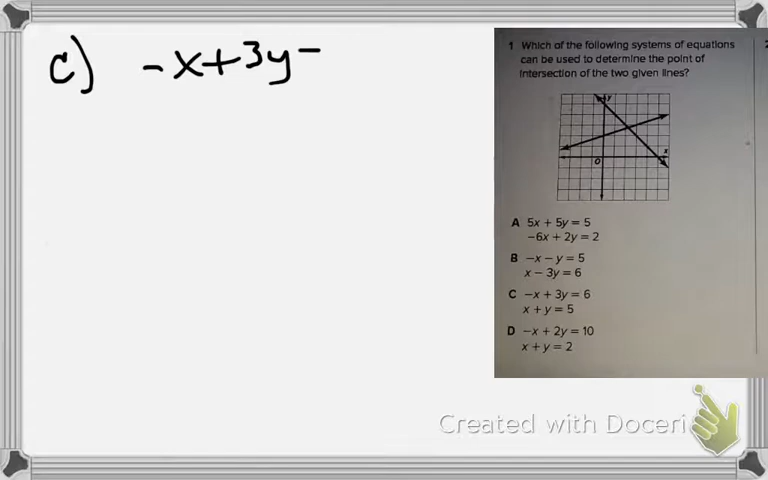 c) -x+3y-
1 Which of the following systems of equations
can be used to determine the point of
intersection of the two given lines?
y
x
O
A 5x + 5y = 5
-6x + 2y = 2
B -x - y = 5
x - 3y = 6
C -x + 3y = 6
x + y = 5
D -x + 2y = 10
x + y = 2
Created with Doceri